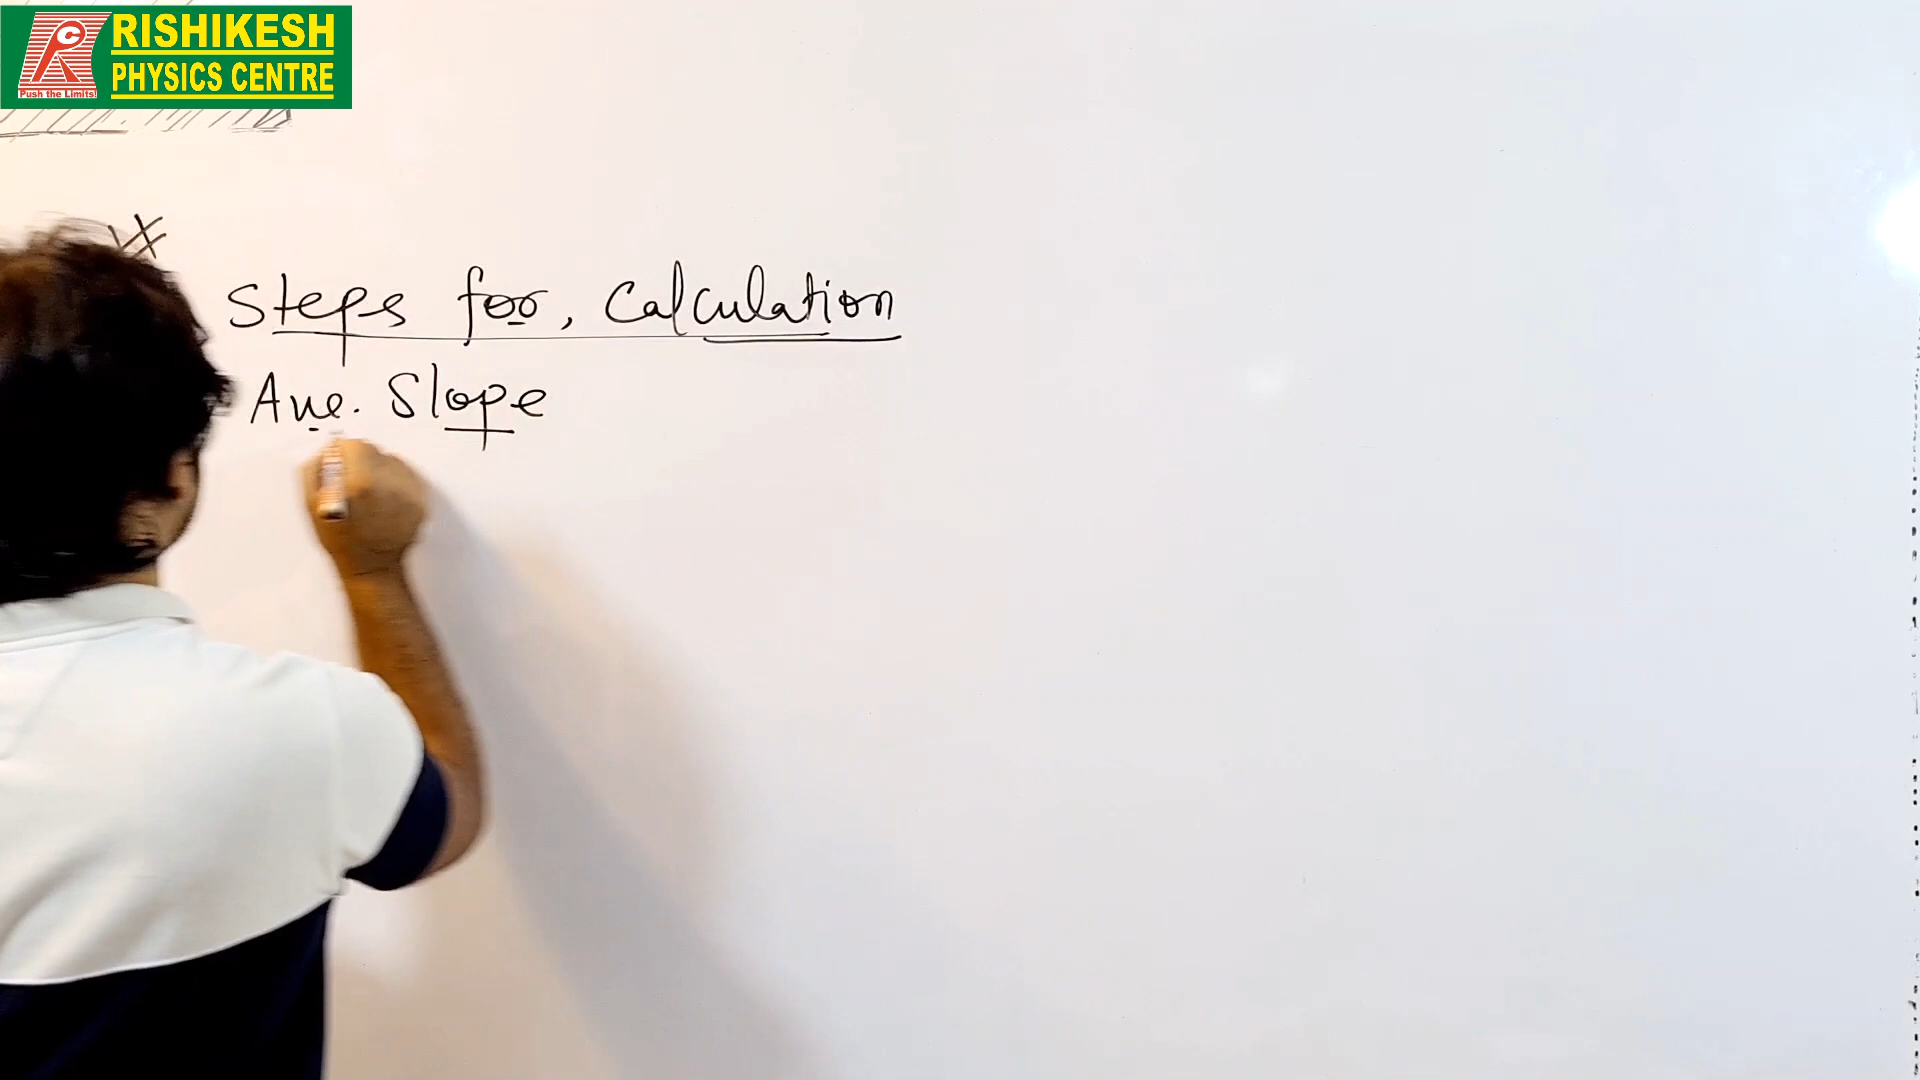 RISHIKESH
PHYSICS CENTRE
Push the Limits!
Steps for, Calculation
Ave. Slope